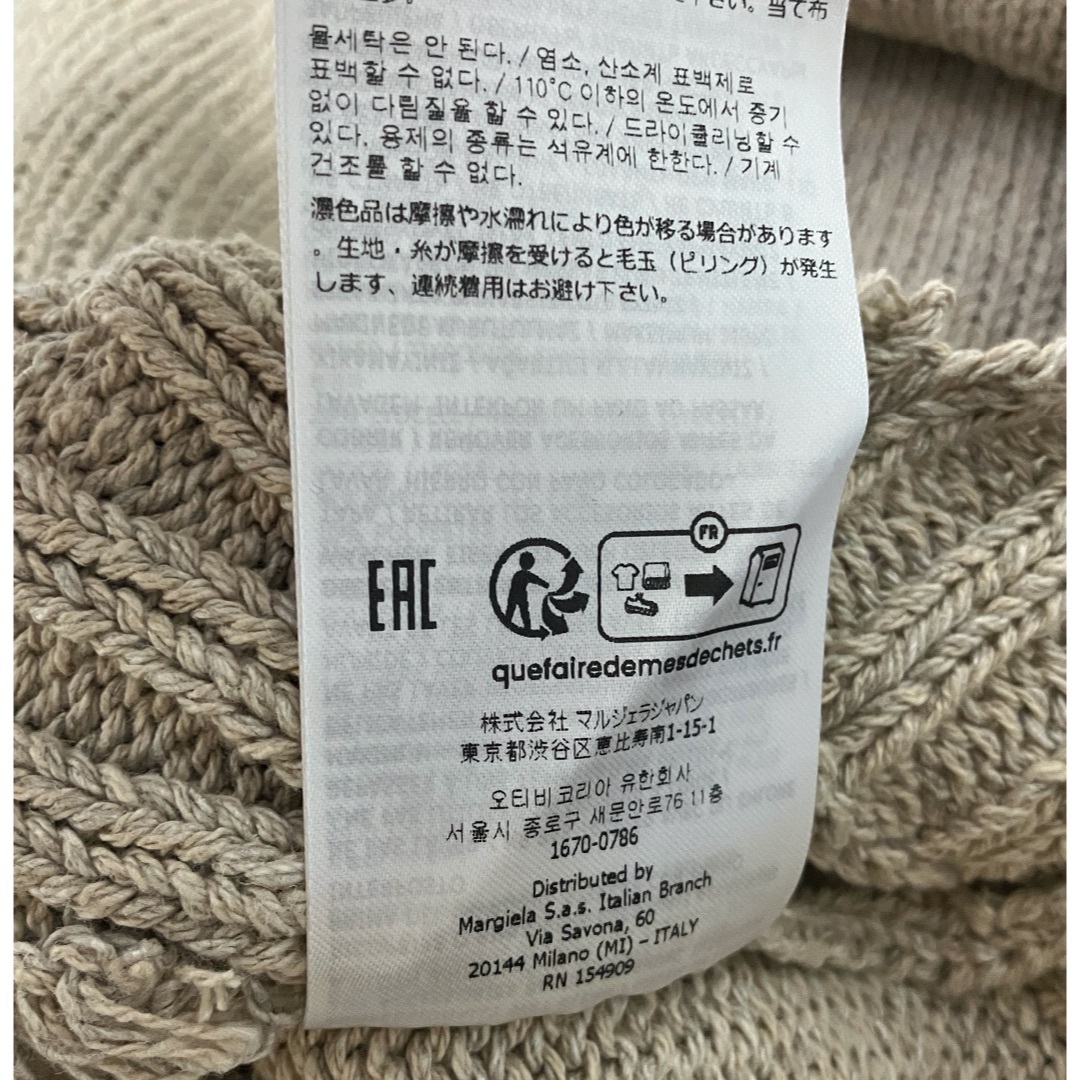 下さい。当て布
물세탁은 안 된다. / 염소, 산소계 표백제로
표백할 수 없다. / 110°C 이하의 온도에서 증기
없이 다림질을 할 수 있다. / 드라이클리닝할 수
있다. 용제의 종류는 석유계에 한한다. / 기계
건조를 할 수 없다.
濃色品は摩擦や水濡れにより色が移る場合があります
。生地・糸が摩擦を受けると毛玉（ピリング）が発生
します、連続着用はお避け下さい。
FR
EAC
quefairedemesdechets.fr
株式会社 マルジェラジャパン
東京都渋谷区恵比寿南1-15-1
오티비코리아 유한회사
서울시 종로구 새문안로76 11층
1670-0786
Distributed by
Margiela S.a.s. Italian Branch
Via Savona, 60
20144 Milano (MI) – ITALY
RN 154909